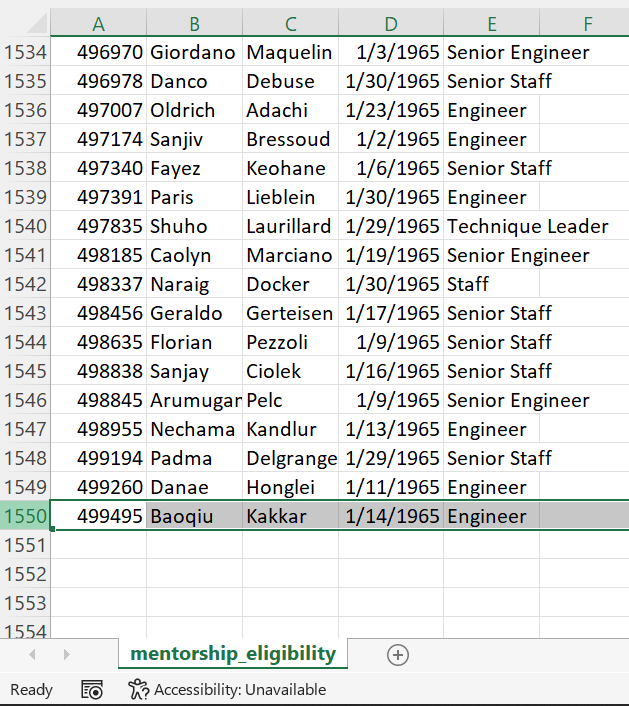 A B C D E F
1534 496970 Giordano Maquelin 1/3/1965 Senior Engineer
1535 496978 Danco Debuse 1/30/1965 Senior Staff
1536 497007 Oldrich Adachi 1/23/1965 Engineer
1537 497174 Sanjiv Bressoud 1/2/1965 Engineer
1538 497340 Fayez Keohane 1/6/1965 Senior Staff
1539 497391 Paris Lieblein 1/30/1965 Engineer
1540 497835 Shuho Laurillard 1/29/1965 Technique Leader
1541 498185 Caolyn Marciano 1/19/1965 Senior Engineer
1542 498337 Naraig Docker 1/30/1965 Staff
1543 498456 Geraldo Gerteisen 1/17/1965 Senior Staff
1544 498635 Florian Pezzoli 1/9/1965 Senior Staff
1545 498838 Sanjay Ciolek 1/16/1965 Senior Staff
1546 498845 Arumugar Pelc 1/9/1965 Senior Engineer
1547 498955 Nechama Kandlur 1/13/1965 Engineer
1548 499194 Padma Delgrange 1/29/1965 Senior Staff
1549 499260 Danae Honglei 1/11/1965 Engineer
1550 499495 Baoqiu Kakkar 1/14/1965 Engineer
1551
1552
1553
1554
mentorship_eligibility
Ready Accessibility: Unavailable